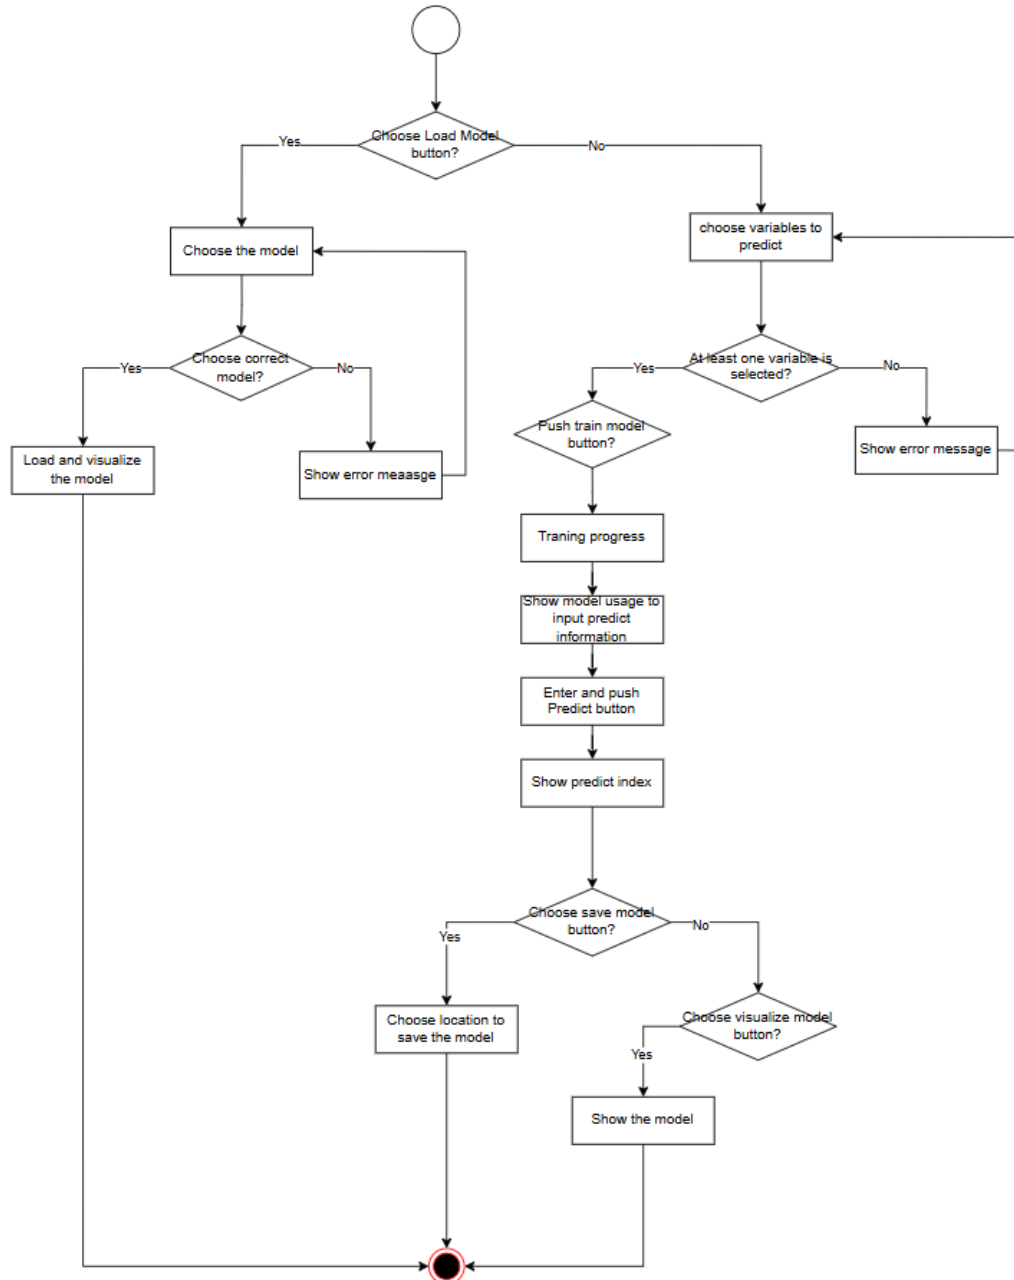 Choose Load Model
button?
Yes
No
choose variables to
predict
Choose the model
Choose correct
model?
Yes
No
At least one variable is
selected?
Yes
No
Push train model
button?
Load and visualize
the model
Show error meaasge
Show error message
Traning progress
Show model usage to
input predict
information
Enter and push
Predict button
Show predict index
Choose save model
button?
Yes
No
Choose location to
save the model
Choose visualize model
button?
Yes
Show the model